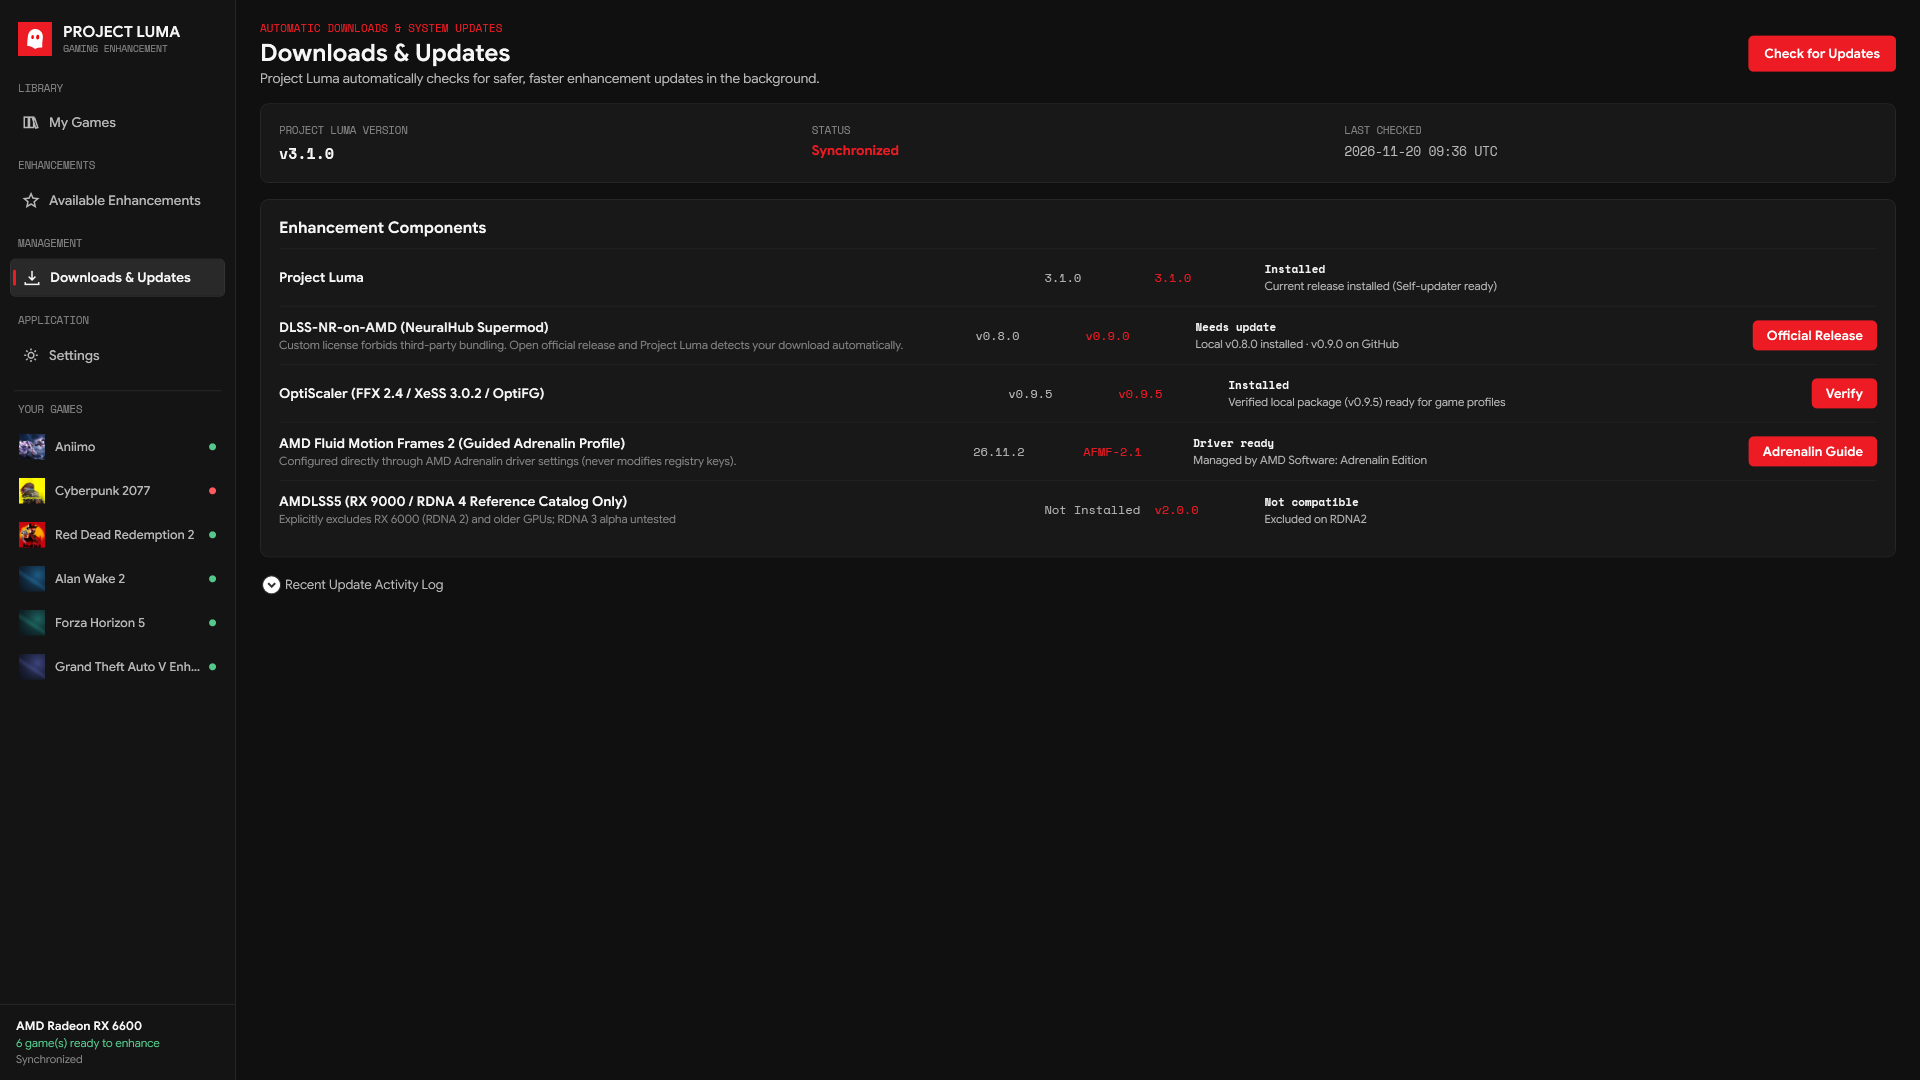 PROJECT LUMA
GAMING ENHANCEMENT
LIBRARY
My Games
ENHANCEMENTS
Available Enhancements
MANAGEMENT
Downloads & Updates
APPLICATION
Settings
YOUR GAMES
Aniimo
Cyberpunk 2077
Red Dead Redemption 2
Alan Wake 2
Forza Horizon 5
Grand Theft Auto V Enh...
AMD Radeon RX 6600
6 game(s) ready to enhance
Synchronized
AUTOMATIC DOWNLOADS & SYSTEM UPDATES
Downloads & Updates
Project Luma automatically checks for safer, faster enhancement updates in the background.
Check for Updates
PROJECT LUMA VERSION
v3.1.0
STATUS
Synchronized
LAST CHECKED
2026-11-20 09:36 UTC
Enhancement Components
Project Luma
3.1.0
3.1.0
Installed
Current release installed (Self-updater ready)
DLSS-NR-on-AMD (NeuralHub Supermod)
Custom license forbids third-party bundling. Open official release and Project Luma detects your download automatically.
v0.8.0
v0.9.0
Needs update
Local v0.8.0 installed · v0.9.0 on GitHub
Official Release
OptiScaler (FFX 2.4 / XeSS 3.0.2 / OptiFG)
v0.9.5
v0.9.5
Installed
Verified local package (v0.9.5) ready for game profiles
Verify
AMD Fluid Motion Frames 2 (Guided Adrenalin Profile)
Configured directly through AMD Adrenalin driver settings (never modifies registry keys).
26.11.2
AFMF-2.1
Driver ready
Managed by AMD Software: Adrenalin Edition
Adrenalin Guide
AMDLSS5 (RX 9000 / RDNA 4 Reference Catalog Only)
Explicitly excludes RX 6000 (RDNA 2) and older GPUs; RDNA 3 alpha untested
Not Installed
v2.0.0
Not compatible
Excluded on RDNA2
Recent Update Activity Log